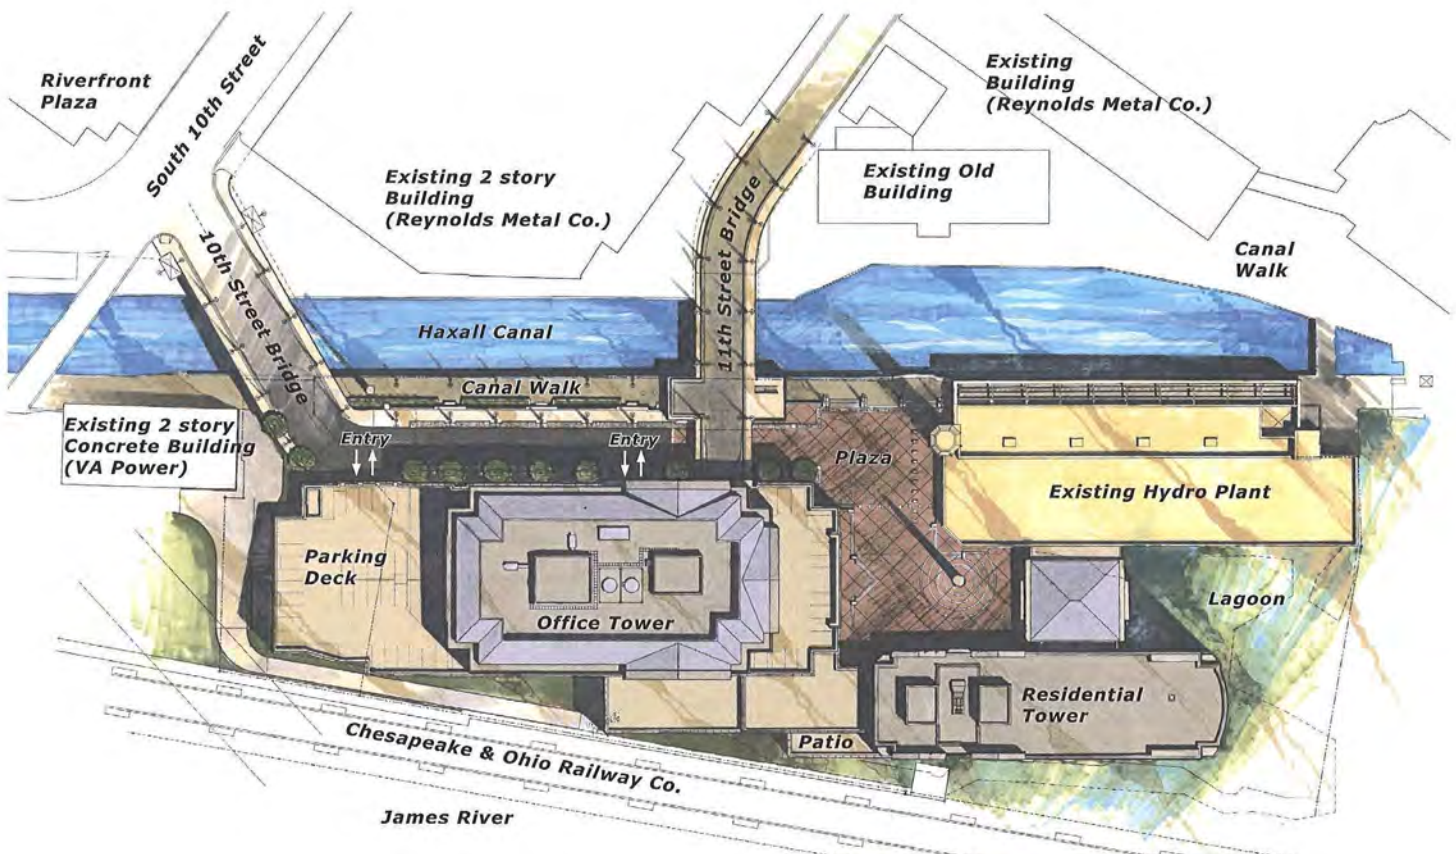 Riverfront
Plaza
South 10th Street
Existing
Building
(Reynolds Metal Co.)
Existing 2 story
Building
(Reynolds Metal Co.)
Existing Old
Building
11th Street Bridge
10th Street Bridge
Canal
Walk
Haxall Canal
Canal Walk
Existing 2 story
Concrete Building
(VA Power)
Entry
Entry
Plaza
Existing Hydro Plant
Parking
Deck
Office Tower
Lagoon
Residential
Tower
Patio
Chesapeake & Ohio Railway Co.
James River